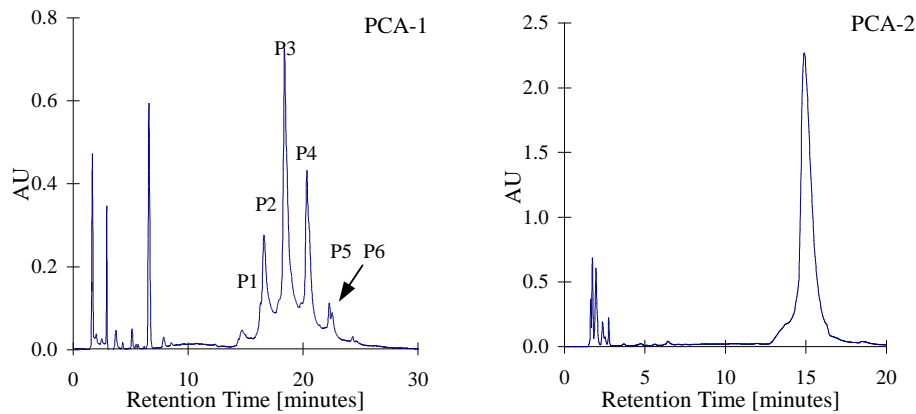 PCA-1
0.8
0.6
0.4
0.2
0.0
AU
P1
P2
P3
P4
P5 P6
0 10 20 30
Retention Time [minutes]
PCA-2
2.5
2.0
1.5
1.0
0.5
0.0
AU
0 5 10 15 20
Retention Time [minutes]